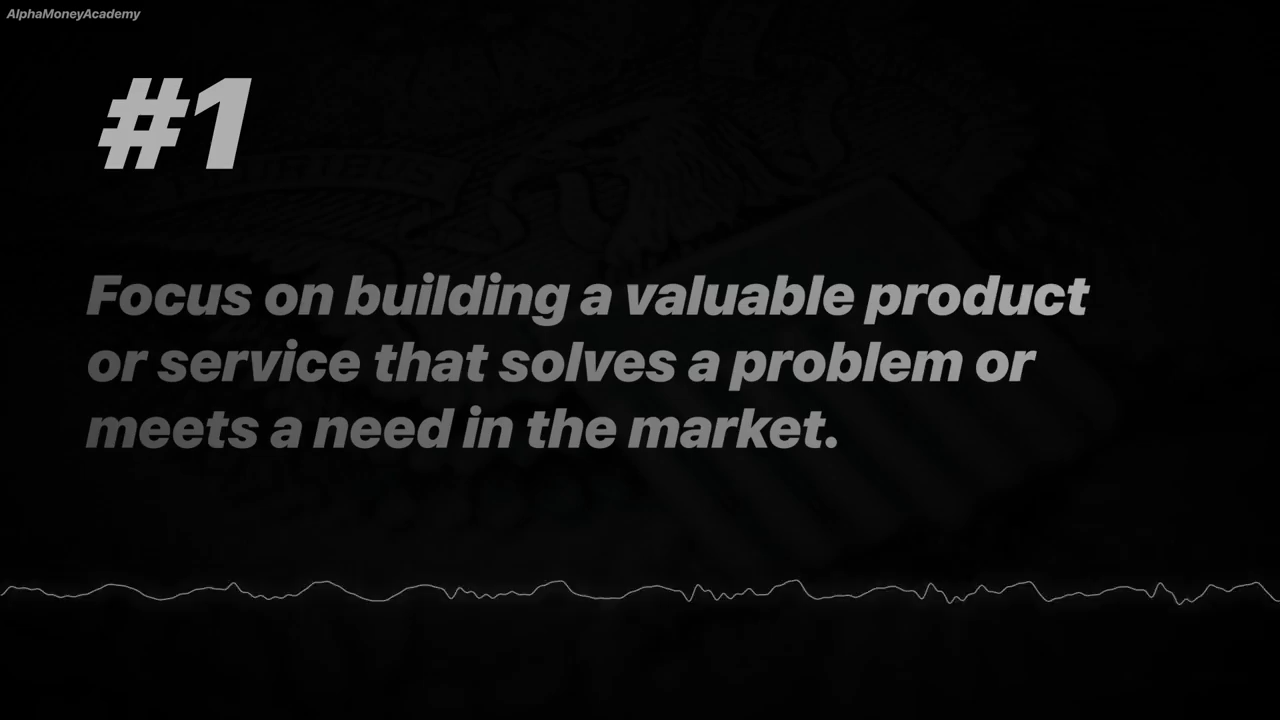 AlphaMoneyAcademy
#1
Focus on building a valuable product
or service that solves a problem or
meets a need in the market.